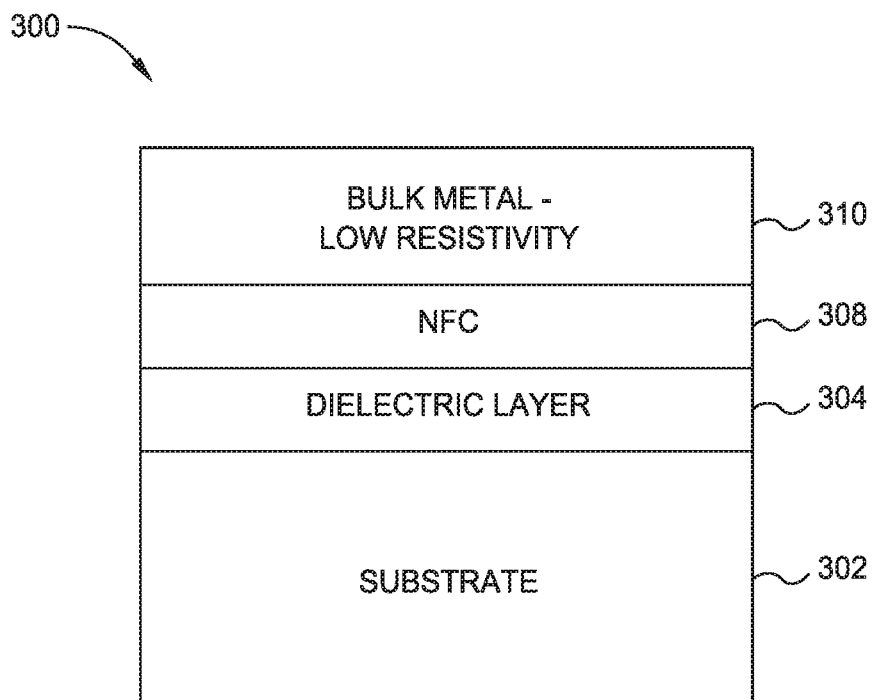 300
BULK METAL -
LOW RESISTIVITY
310
NFC
308
DIELECTRIC LAYER
304
SUBSTRATE
302